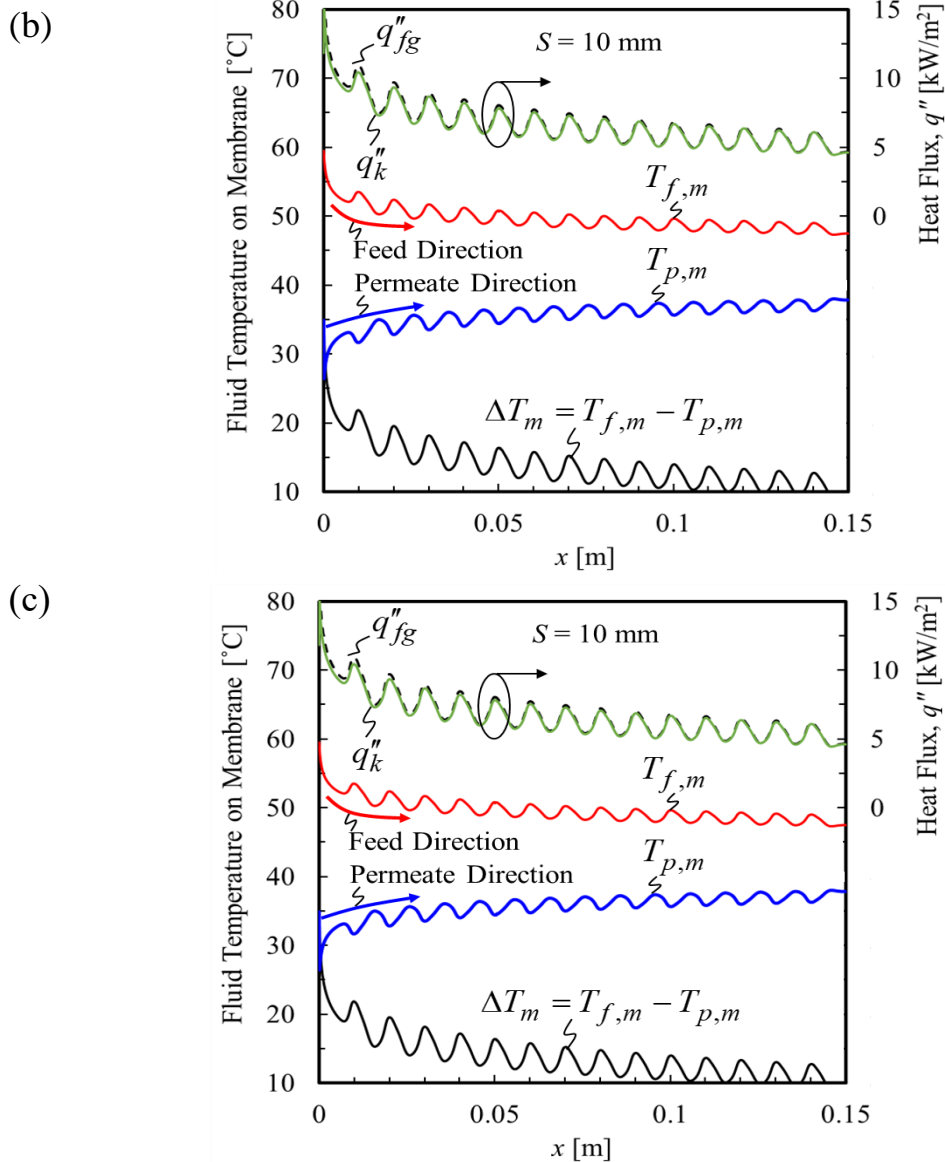 (b)
Fluid Temperature on Membrane [˚C]
80
70
60
50
40
30
20
10
15
10
5
0
Heat Flux, q″ [kW/m²]
q″fg
S = 10 mm
q″k
Tf,m
Feed Direction
Permeate Direction
Tp,m
ΔTm = Tf,m − Tp,m
0
0.05
0.1
0.15
x [m]
(c)
Fluid Temperature on Membrane [˚C]
80
70
60
50
40
30
20
10
15
10
5
0
Heat Flux, q″ [kW/m²]
q″fg
S = 10 mm
q″k
Tf,m
Feed Direction
Permeate Direction
Tp,m
ΔTm = Tf,m − Tp,m
0
0.05
0.1
0.15
x [m]